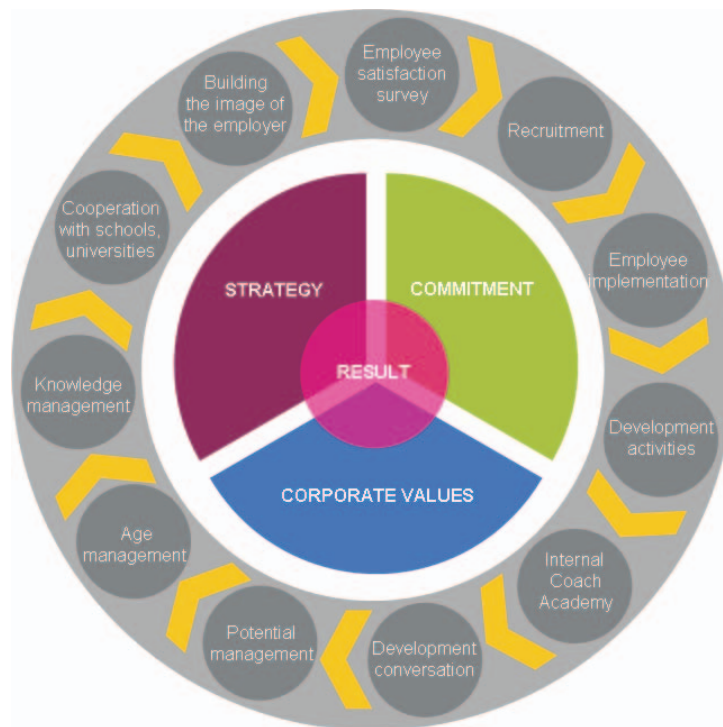 Employee
satisfaction
survey
Recruitment
Employee
implementation
Development
activities
Internal
Coach
Academy
Development
conversation
Potential
management
Age
management
Knowledge
management
Cooperation
with schools,
universities
Building
the image of
the employer
STRATEGY
COMMITMENT
RESULT
CORPORATE VALUES